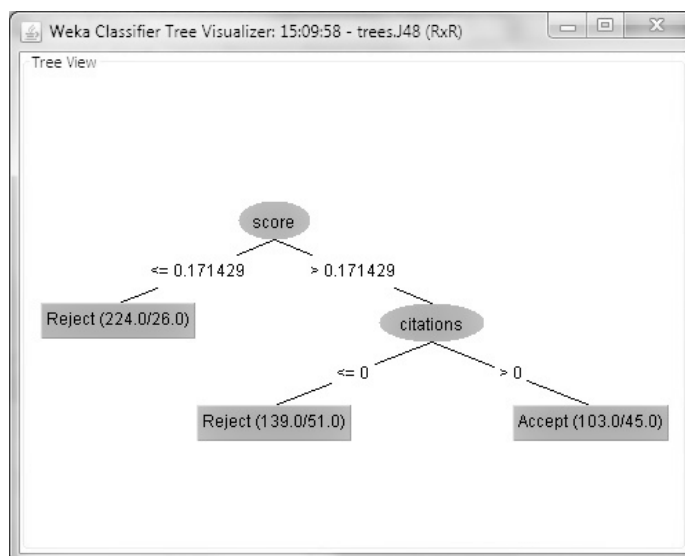 Weka Classifier Tree Visualizer: 15:09:58 - trees.J48 (RxR)
Tree View
score
<= 0.171429
> 0.171429
Reject (224.0/26.0)
citations
<= 0
> 0
Reject (139.0/51.0)
Accept (103.0/45.0)